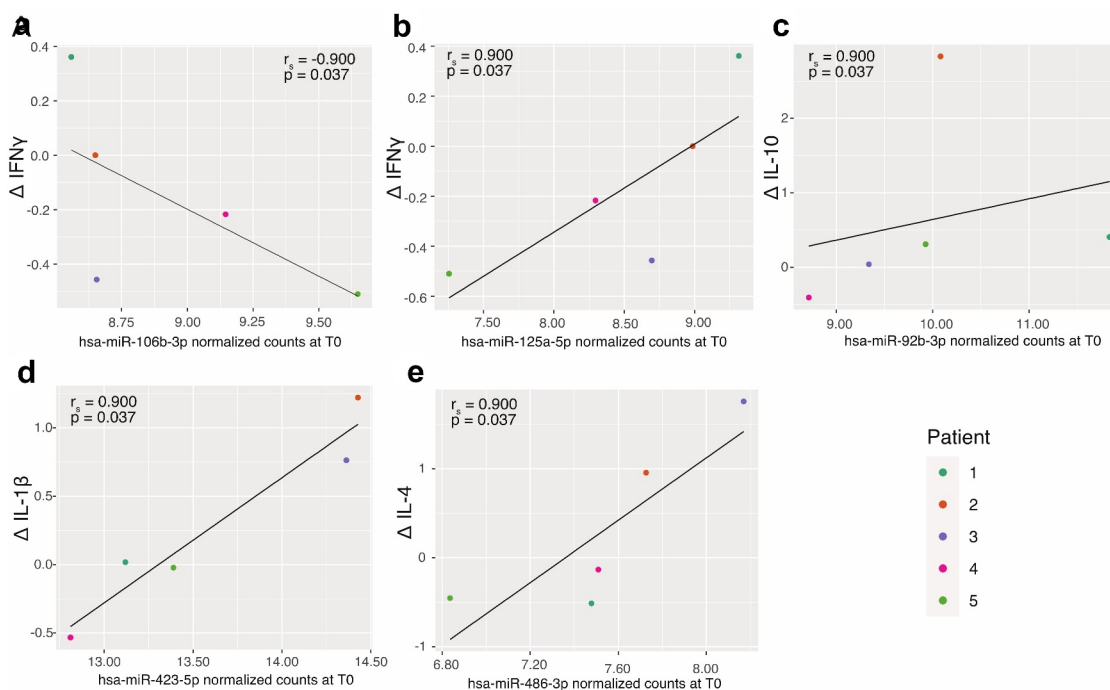 a
b
c
0.4
0.2
0.0
-0.2
-0.4
Δ IFNγ
rs = -0.900
p = 0.037
8.75 9.00 9.25 9.50
hsa-miR-106b-3p normalized counts at T0
0.4
0.2
0.0
-0.2
-0.4
-0.6
Δ IFNγ
rs = 0.900
p = 0.037
7.50 8.00 8.50 9.00
hsa-miR-125a-5p normalized counts at T0
2
1
0
Δ IL-10
rs = 0.900
p = 0.037
9.00 10.00 11.00
hsa-miR-92b-3p normalized counts at T0
d
e
1.0
0.5
0.0
-0.5
Δ IL-1β
rs = 0.900
p = 0.037
13.00 13.50 14.00 14.50
hsa-miR-423-5p normalized counts at T0
1
0
-1
Δ IL-4
rs = 0.900
p = 0.037
6.80 7.20 7.60 8.00
hsa-miR-486-3p normalized counts at T0
Patient
1
2
3
4
5